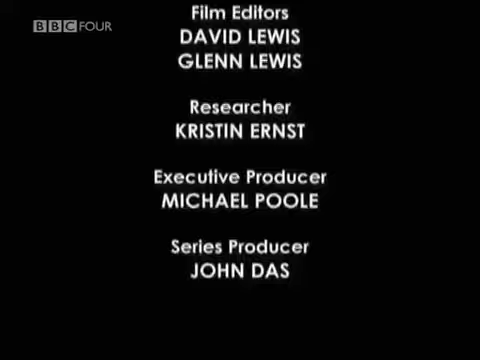 BBC FOUR
Film Editors
DAVID LEWIS
GLENN LEWIS
Researcher
KRISTIN ERNST
Executive Producer
MICHAEL POOLE
Series Producer
JOHN DAS